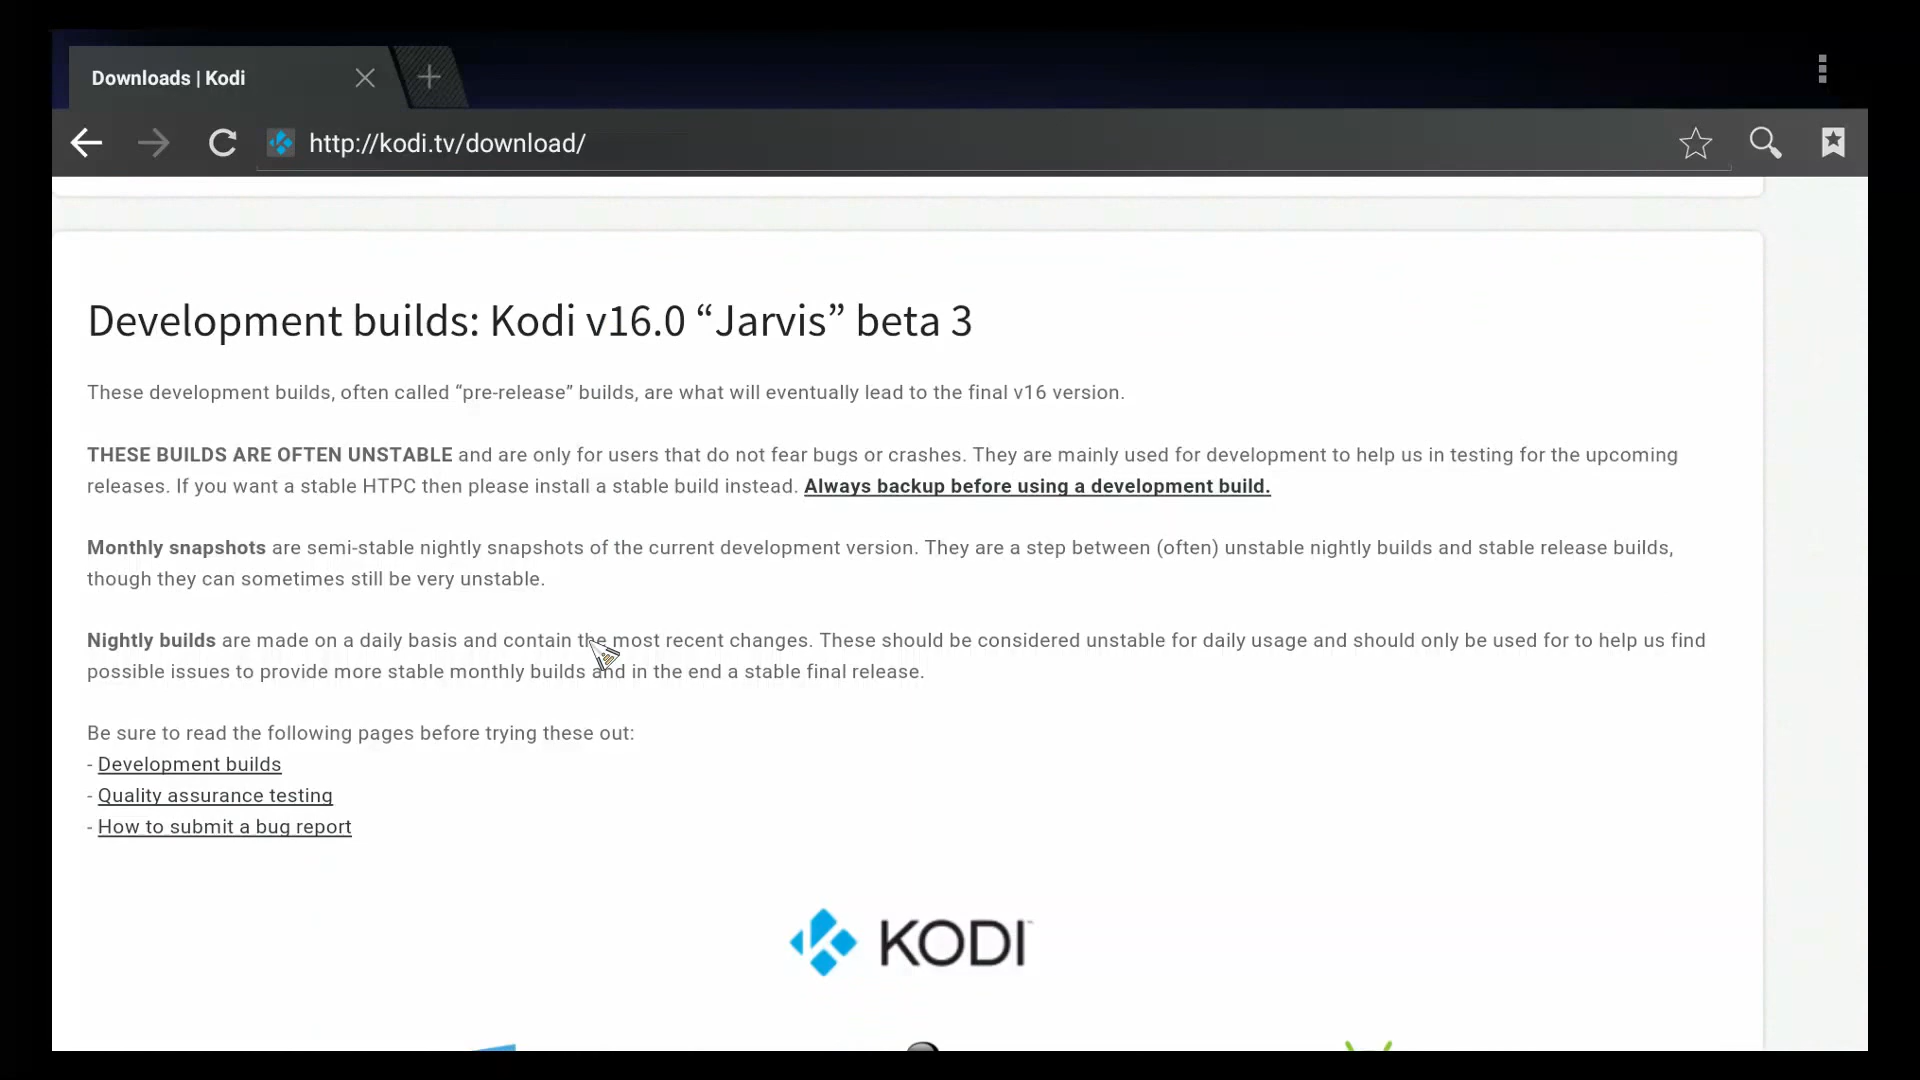 Downloads | Kodi
http://kodi.tv/download/
Development builds: Kodi v16.0 “Jarvis” beta 3
These development builds, often called “pre-release” builds, are what will eventually lead to the final v16 version.
THESE BUILDS ARE OFTEN UNSTABLE and are only for users that do not fear bugs or crashes. They are mainly used for development to help us in testing for the upcoming
releases. If you want a stable HTPC then please install a stable build instead. Always backup before using a development build.
Monthly snapshots are semi-stable nightly snapshots of the current development version. They are a step between (often) unstable nightly builds and stable release builds,
though they can sometimes still be very unstable.
Nightly builds are made on a daily basis and contain the most recent changes. These should be considered unstable for daily usage and should only be used for to help us find
possible issues to provide more stable monthly builds and in the end a stable final release.
Be sure to read the following pages before trying these out:
- Development builds
- Quality assurance testing
- How to submit a bug report
KODI